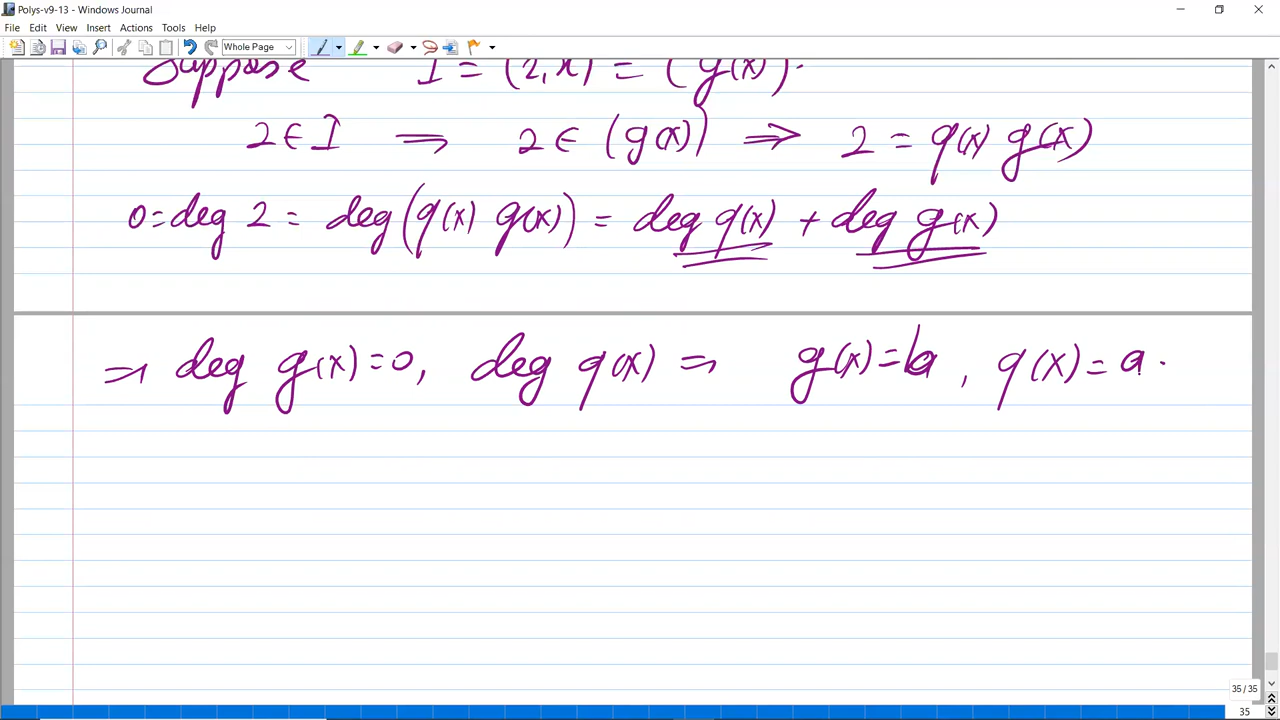 Polys-v9-13 - Windows Journal
File Edit View Insert Actions Tools Help
Whole Page
Suppose I = (2, x) = (g(x)).
2 ∈ I ⇒ 2 ∈ (g(x)) ⇒ 2 = q(x) g(x)
0 = deg 2 = deg (q(x) g(x)) = deg q(x) + deg g(x)
⇒ deg g(x) = 0, deg q(x) ⇒ g(x) = , q(x) = a.
35 / 35
35